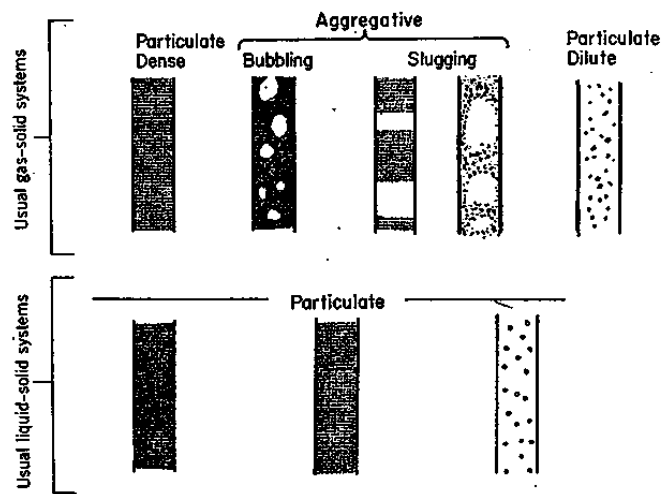 Aggregative
Particulate
Dense
Bubbling
Slugging
Particulate
Dilute
Usual gas-solid systems
Particulate
Usual liquid-solid systems